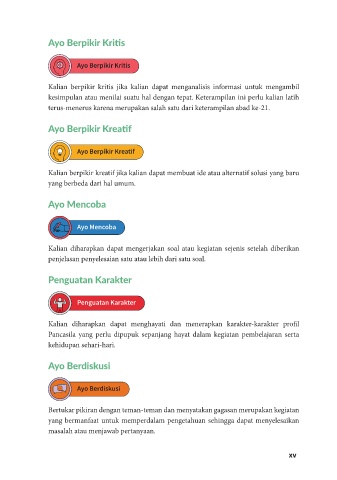 Ayo Berpikir Kritis
Ayo Berpikir Kritis
Kalian berpikir kritis jika kalian dapat menganalisis informasi untuk mengambil
kesimpulan atau menilai suatu hal dengan tepat. Keterampilan ini perlu kalian latih
terus-menerus karena merupakan salah satu dari keterampilan abad ke-21.
Ayo Berpikir Kreatif
Ayo Berpikir Kreatif
Kalian berpikir kreatif jika kalian dapat membuat ide atau alternatif solusi yang baru
yang berbeda dari hal umum.
Ayo Mencoba
Ayo Mencoba
Kalian diharapkan dapat mengerjakan soal atau kegiatan sejenis setelah diberikan
penjelasan penyelesaian satu atau lebih dari satu soal.
Penguatan Karakter
Penguatan Karakter
Kalian diharapkan dapat menghayati dan menerapkan karakter-karakter profil
Pancasila yang perlu dipupuk sepanjang hayat dalam kegiatan pembelajaran serta
kehidupan sehari-hari.
Ayo Berdiskusi
Ayo Berdiskusi
Bertukar pikiran dengan teman-teman dan menyatakan gagasan merupakan kegiatan
yang bermanfaat untuk memperdalam pengetahuan sehingga dapat menyelesaikan
masalah atau menjawab pertanyaan.
xv